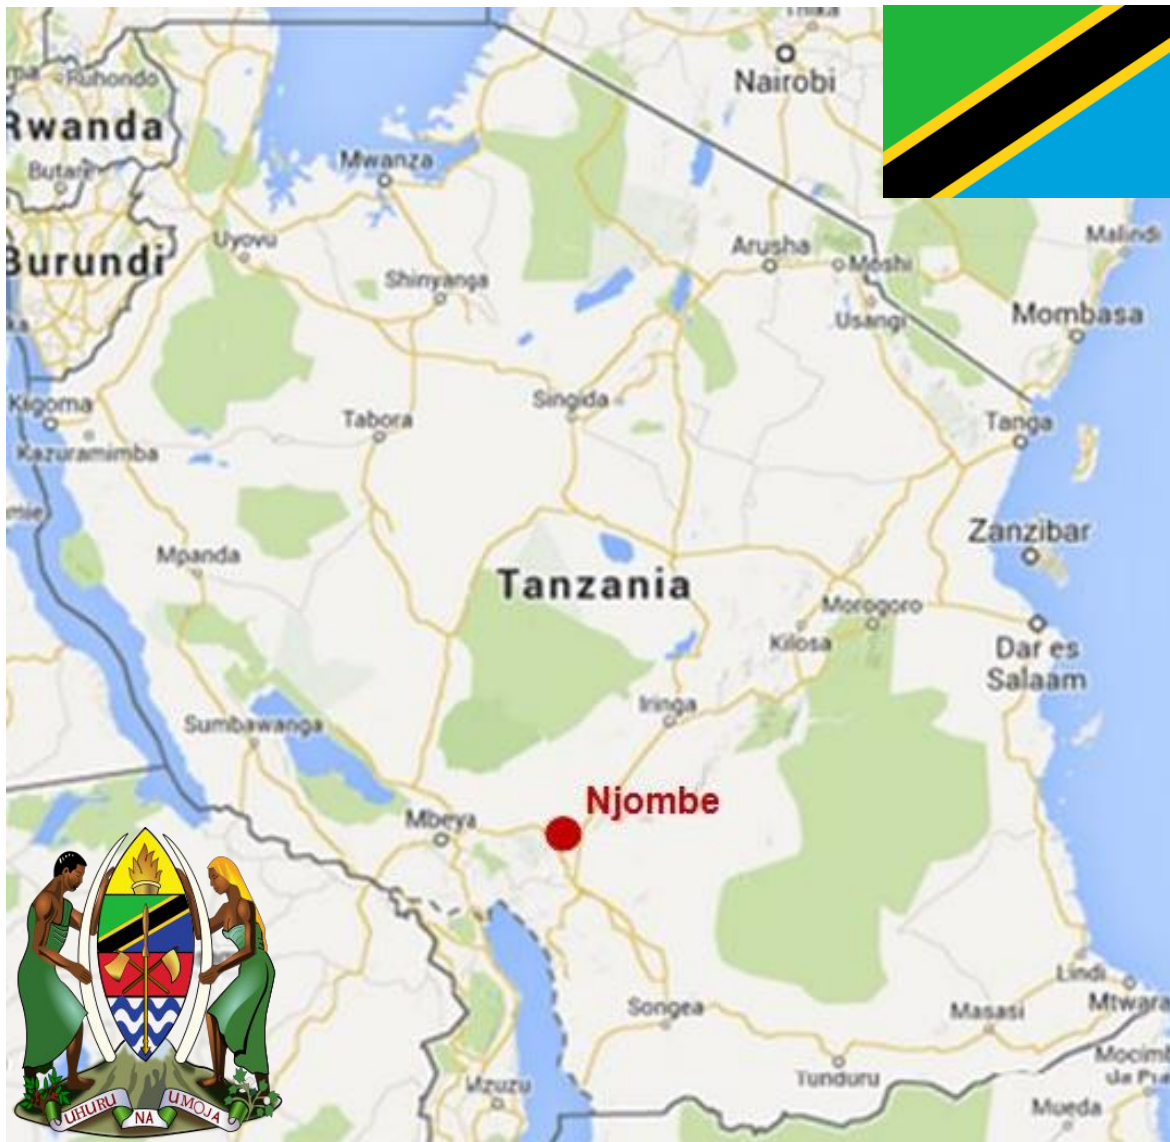 Thika
Nairobi
Ruhondo
Rwanda
Butare
Mwanza
Burundi
Uyovu
Shinyanga
Arusha
Moshi
Malindi
Usangi
Mombasa
Kigoma
Kazuramimba
Tabora
Singida
Tanga
Zanzibar
Mpanda
Tanzania
Morogoro
Kilosa
Dar es
Salaam
Iringa
Sumbawanga
Njombe
Mbeya
Lindi
Mtwara
Songea
Masasi
Tunduru
Mzuzu
Mueda
UHURU NA UMOJA